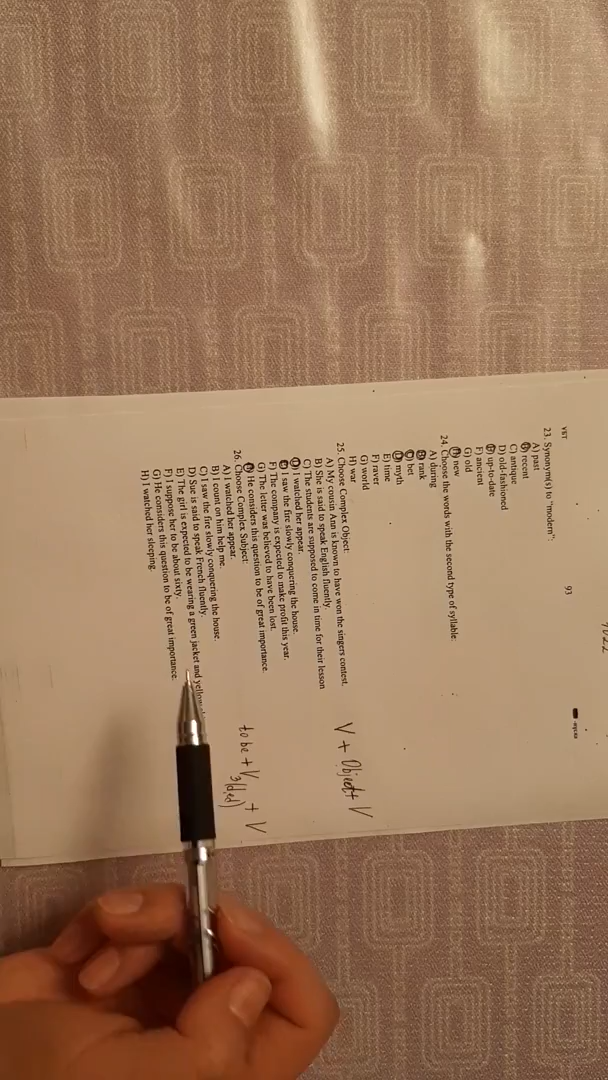 VБТ 93
23. Synonym(s) to "modern":
A) past
B) recent
C) antique
D) old-fashioned
E) up-to-date
F) ancient
G) old
H) new
24. Choose the words with the second type of syllable:
A) during
B) rank
C) bet
D) myth
E) time
F) raver
G) world
H) war
25. Choose Complex Object:
A) My cousin Ann is known to have won the singers contest.
B) She is said to speak English fluently.
C) The students are supposed to come in time for their lesson
D) I watched her appear.
E) I saw the fire slowly conquering the house.
F) The company is expected to make profit this year.
G) The letter was believed to have been lost.
H) He considers this question to be of great importance.
V + Object + V
26. Choose Complex Subject:
A) I watched her appear.
B) I count on him help me.
C) I saw the fire slowly conquering the house.
D) Sue is said to speak French fluently.
E) The girl is expected to be wearing a green jacket and yellow
F) I suppose her to be about sixty.
G) He considers this question to be of great importance.
H) I watched her sleeping.
to be + V3 (ed) + V